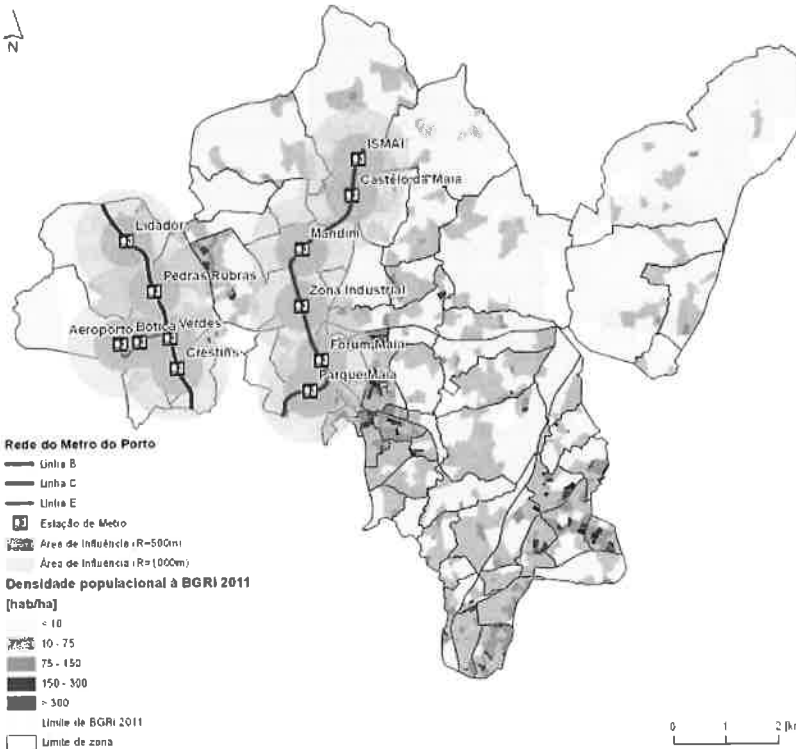 N
ISMAI
Castêlo da Maia
Lidador
Mandim
Pedras Rubras
Zona Industrial
Aeroporto Botica Verdes
Crestins
Forum Maia
Parque Maia
Rede do Metro do Porto
Linha B
Linha C
Linha E
Estação de Metro
Área de Influência (R=500m)
Área de Influência (R=1000m)
Densidade populacional à BGRI 2011
[hab/ha]
< 10
10 - 75
75 - 150
150 - 300
> 300
Limite de BGRI 2011
Limite de zona
0 1 2 [k